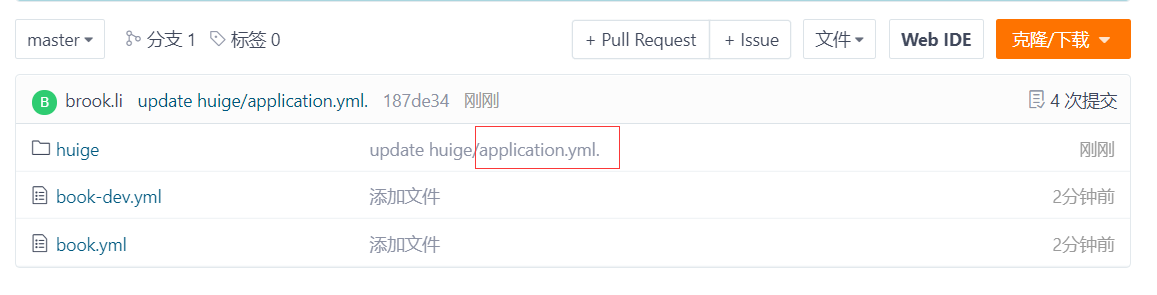 master 分支 1 标签 0 + Pull Request + Issue 文件 Web IDE 克隆/下载
B brook.li update huige/application.yml. 187de34 刚刚 4 次提交
huige update huige/application.yml. 刚刚
book-dev.yml 添加文件 2分钟前
book.yml 添加文件 2分钟前